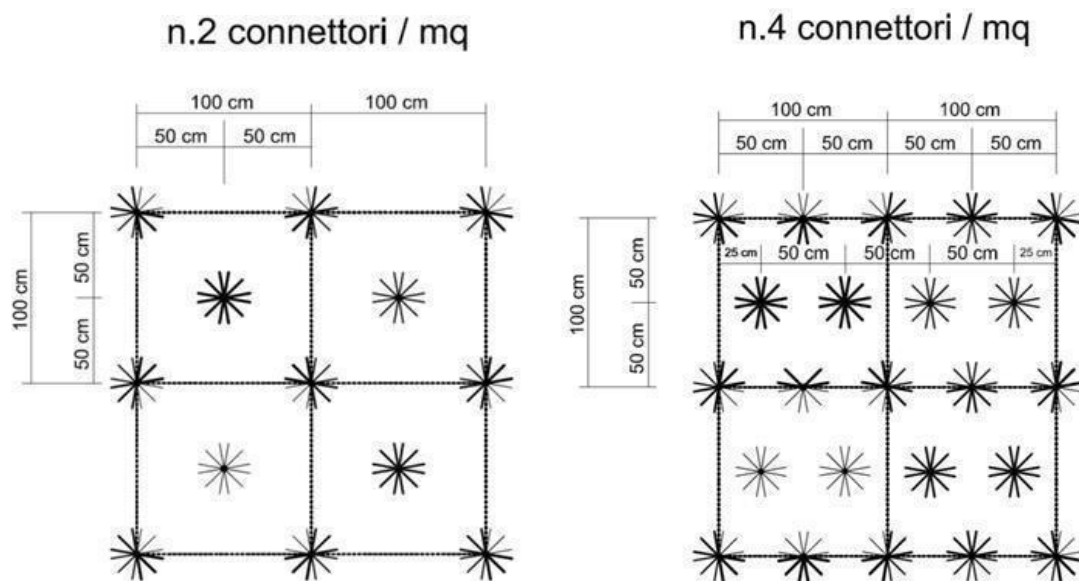 n.2 connettori / mq
100 cm 100 cm
50 cm 50 cm
100 cm
50 cm
50 cm
n.4 connettori / mq
100 cm 100 cm
50 cm 50 cm 50 cm 50 cm
25 cm 50 cm 50 cm 50 cm 25 cm
100 cm
50 cm
50 cm